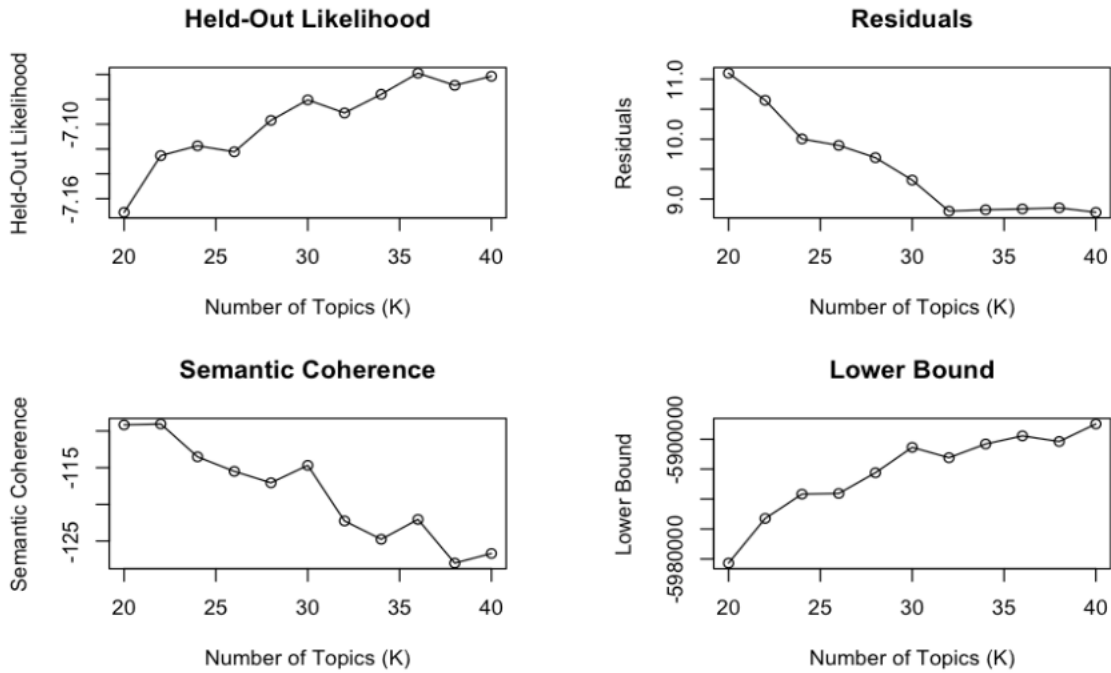 Held-Out Likelihood
Held-Out Likelihood
-7.10
-7.16
20 25 30 35 40
Number of Topics (K)
Residuals
Residuals
11.0
10.0
9.0
20 25 30 35 40
Number of Topics (K)
Semantic Coherence
Semantic Coherence
-115
-125
20 25 30 35 40
Number of Topics (K)
Lower Bound
Lower Bound
-5900000
-5980000
20 25 30 35 40
Number of Topics (K)